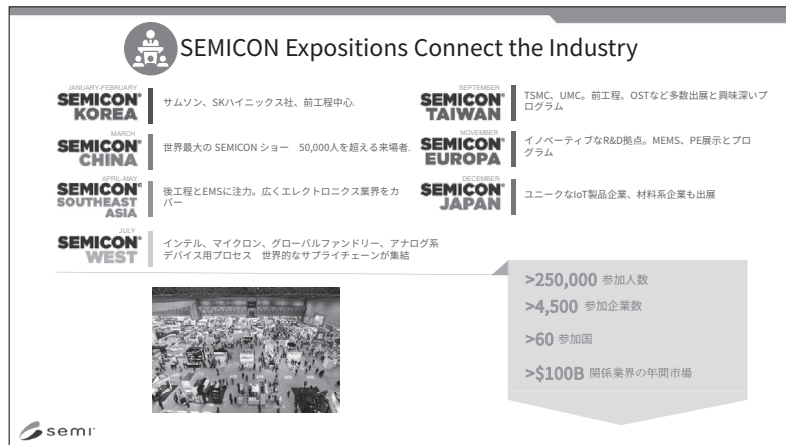 SEMICON Expositions Connect the Industry
JANUARY-FEBRUARY
SEMICON®
KOREA
サムソン、SKハイニックス社、前工程中心.
MARCH
SEMICON®
CHINA
世界最大の SEMICON ショー　50,000人を超える来場者.
APRIL-MAY
SEMICON®
SOUTHEAST
ASIA
後工程とEMSに注力。広くエレクトロニクス業界をカ
バー
JULY
SEMICON®
WEST
インテル、マイクロン、グローバルファンドリー、アナログ系
デバイス用プロセス　世界的なサプライチェーンが集結
SEPTEMBER
SEMICON®
TAIWAN
TSMC、UMC。前工程、OSTなど多数出展と興味深いプ
ログラム
NOVEMBER
SEMICON®
EUROPA
イノベーティブなR&D拠点。MEMS、PE展示とプロ
グラム
DECEMBER
SEMICON®
JAPAN
ユニークなIoT製品企業、材料系企業も出展
>250,000 参加人数
>4,500 参加企業数
>60 参加国
>$100B 関係業界の年間市場
semi